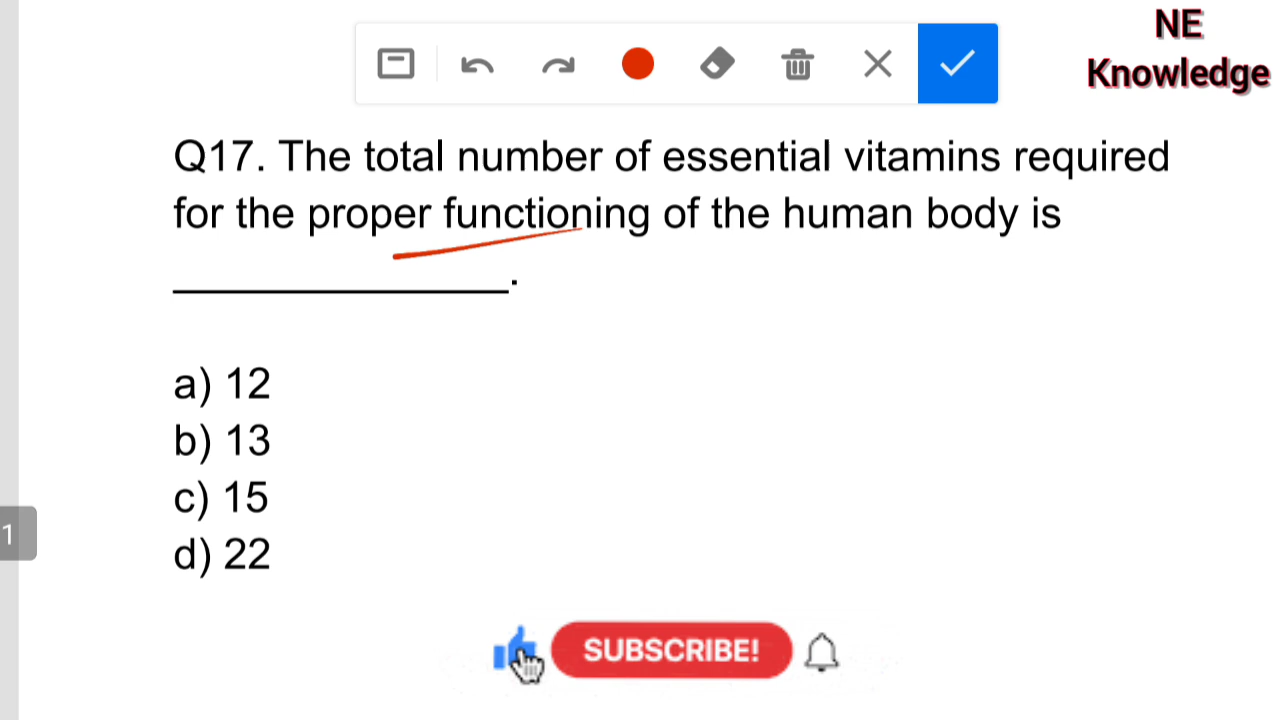 NE
Knowledge
Q17. The total number of essential vitamins required
for the proper functioning of the human body is
______________.
a) 12
b) 13
c) 15
d) 22
1
SUBSCRIBE!